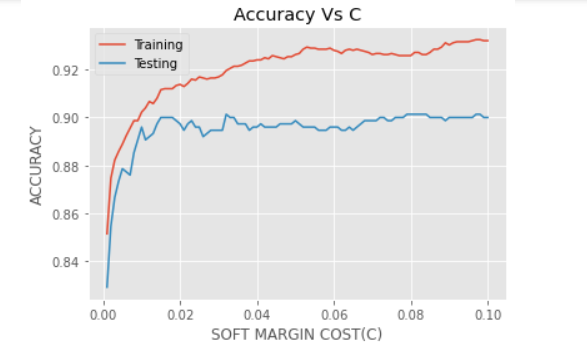 Accuracy Vs C
Training
Testing
ACCURACY
0.92
0.90
0.88
0.86
0.84
0.00 0.02 0.04 0.06 0.08 0.10
SOFT MARGIN COST(C)